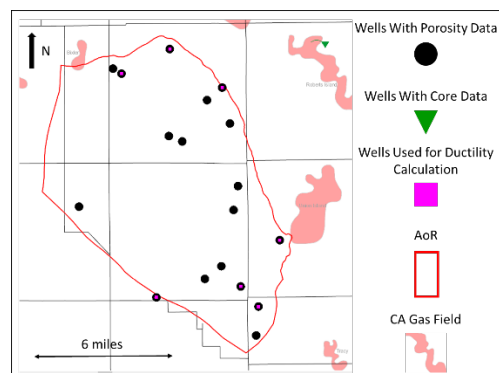 N
Wells With Porosity Data
Wells With Core Data
Wells Used for Ductility
Calculation
AoR
CA Gas Field
6 miles